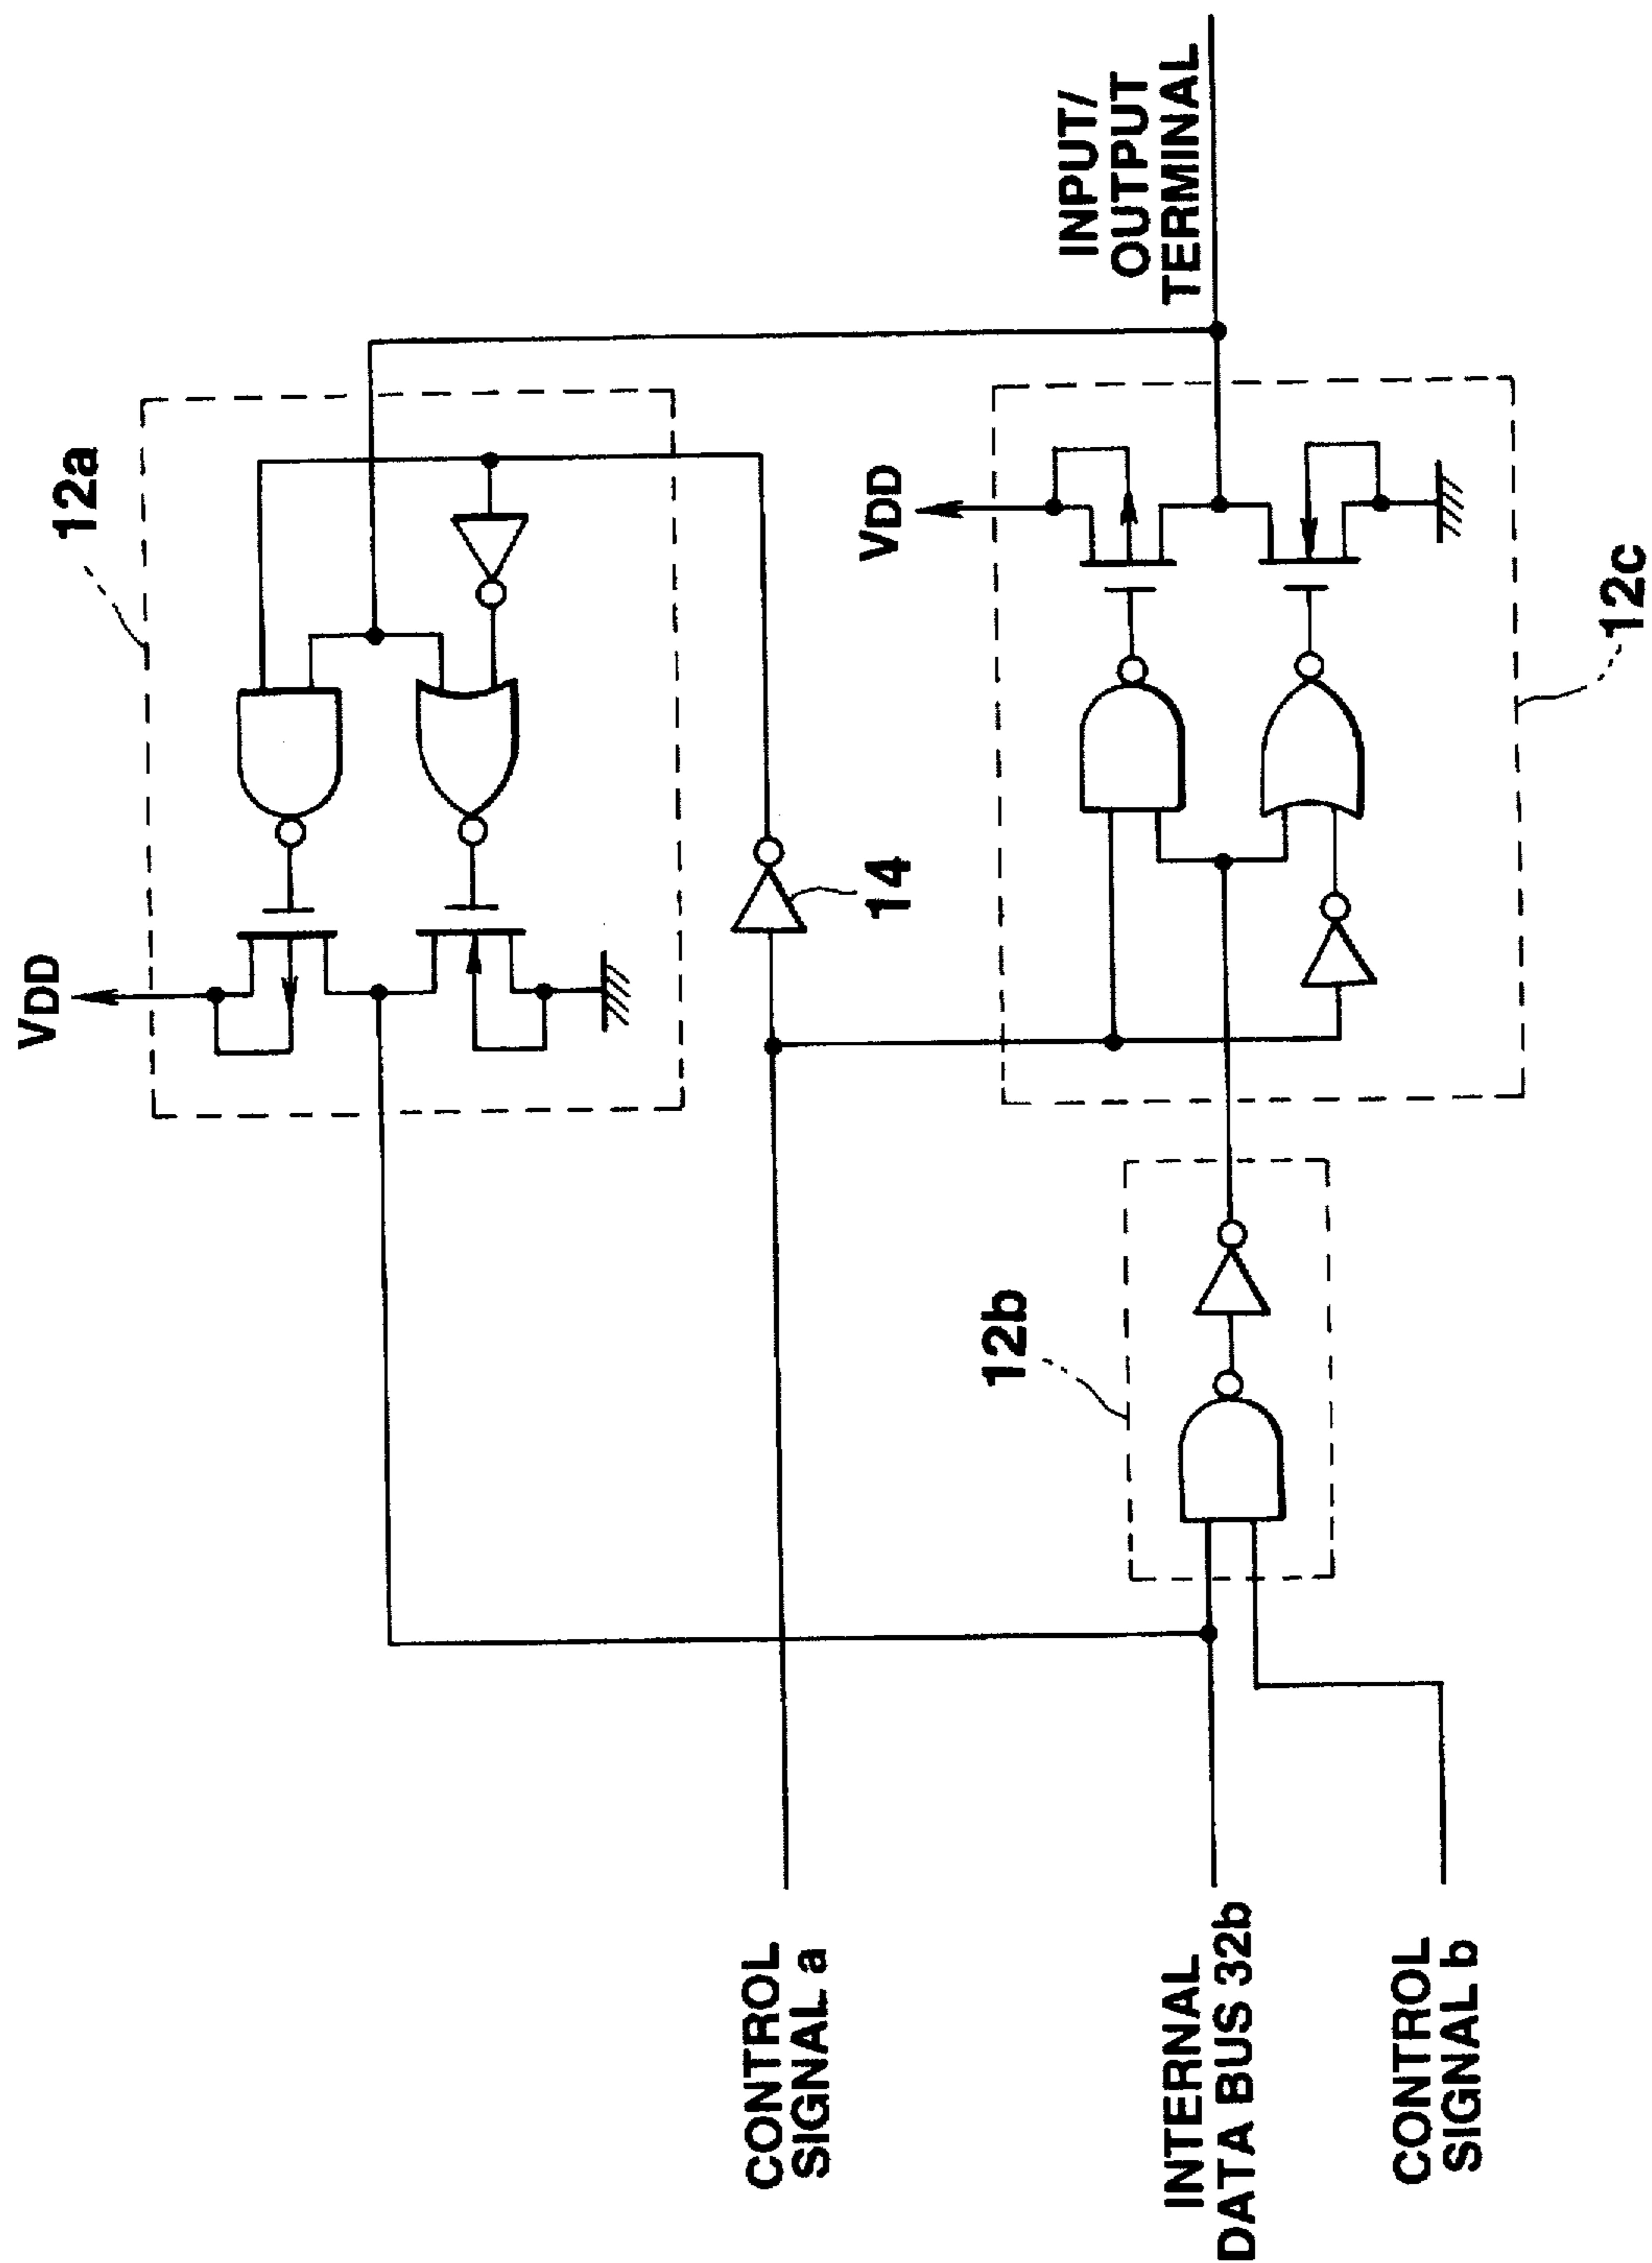 VDD
12a
CONTROL
SIGNAL a
14
VDD
INPUT/
OUTPUT
TERMINAL
12b
INTERNAL
DATA BUS 32b
CONTROL
SIGNAL b
12c